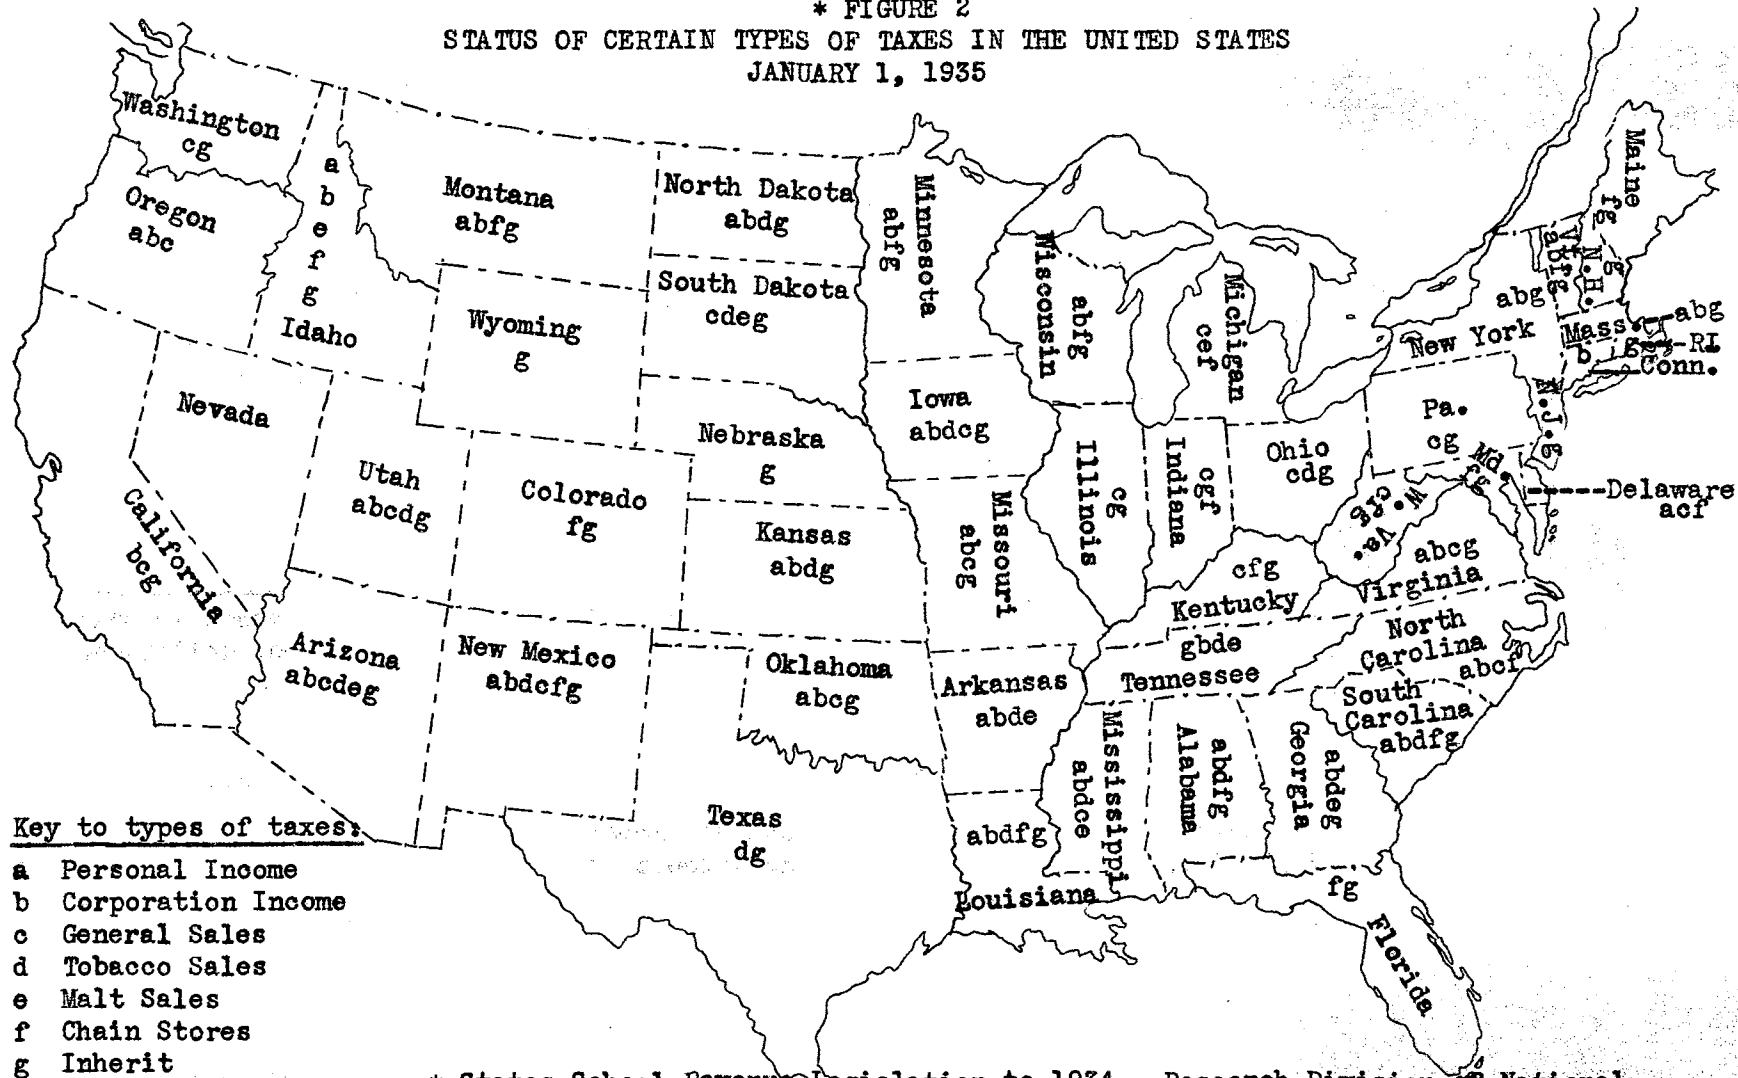 * FIGURE 2
STATUS OF CERTAIN TYPES OF TAXES IN THE UNITED STATES
JANUARY 1, 1935
Washington
cg
Oregon
abc
a
b
e
f
g
Idaho
Montana
abfg
North Dakota
abdg
South Dakota
cdeg
Wyoming
g
Nevada
California
bcg
Utah
abcdg
Colorado
fg
Nebraska
g
Kansas
abdg
Arizona
abcdeg
New Mexico
abdcfg
Oklahoma
abcg
Texas
dg
Minnesota
abfg
Iowa
abdcg
Missouri
abcg
Arkansas
abde
abdfg
Louisiana
Wisconsin
abfg
Michigan
cef
Illinois
cg
Indiana
cgf
Ohio
cdg
cfg
Kentucky
gbde
Tennessee
Mississippi
abdce
Alabama
abdfg
Georgia
abdeg
fg
Florida
South
Carolina
abdfg
North
Carolina
abcf
abcg
Virginia
W. Va.
Md.
Delaware
acf
Pa.
cg
N.J.g
abg
New York
Vt
N.H.
g
Maine
fg
Mass.
abg
b
g
RI
Conn.
Key to types of taxes:
a Personal Income
b Corporation Income
c General Sales
d Tobacco Sales
e Malt Sales
f Chain Stores
g Inherit